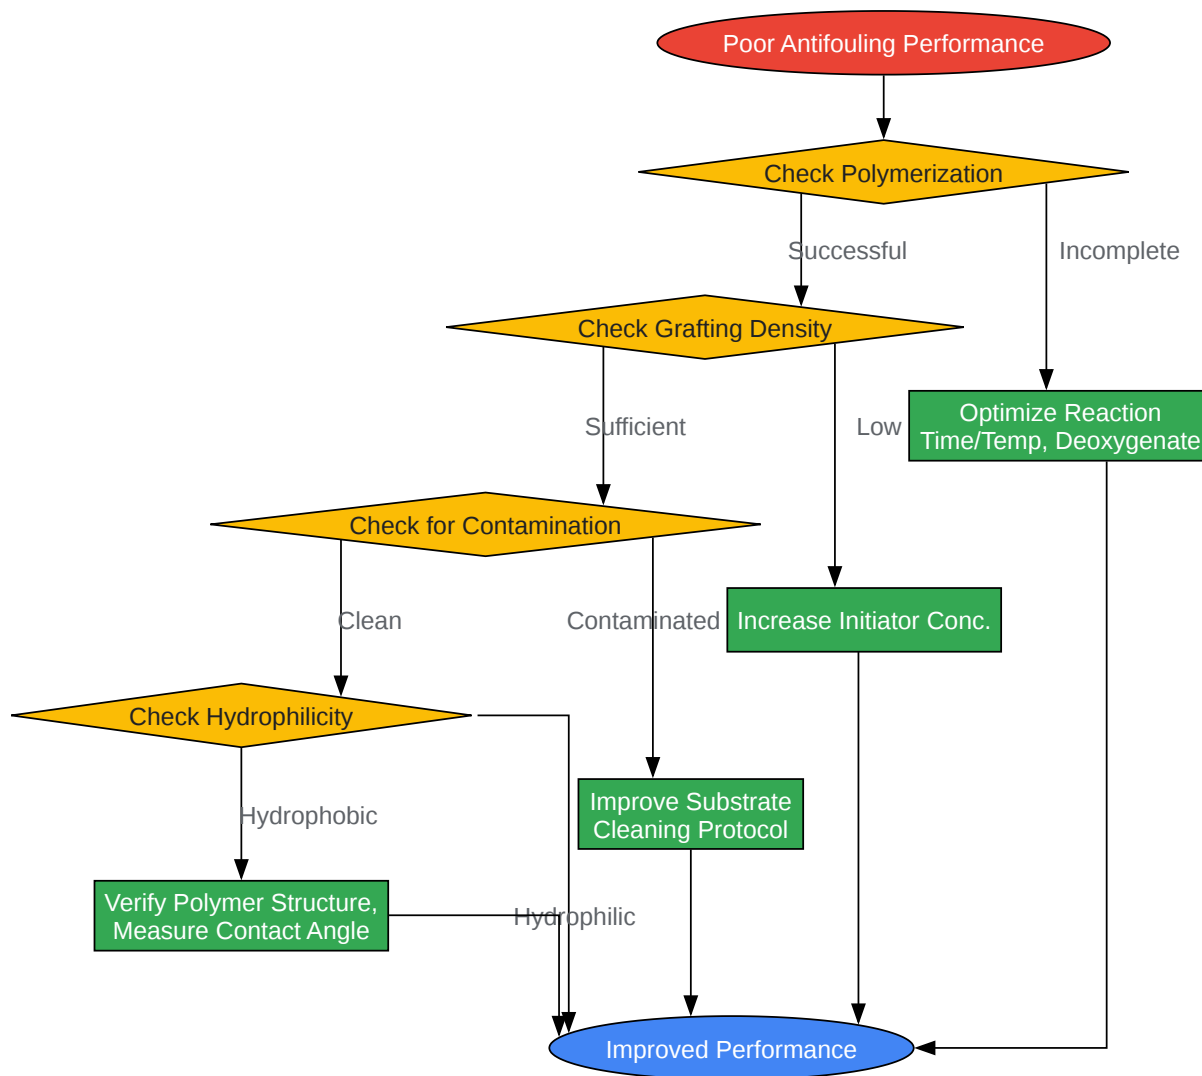 Poor Antifouling Performance
Check Polymerization
Successful
Incomplete
Check Grafting Density
Optimize Reaction
Time/Temp, Deoxygenate
Sufficient
Low
Check for Contamination
Clean
Contaminated
Increase Initiator Conc.
Check Hydrophilicity
Improve Substrate
Cleaning Protocol
Hydrophobic
Verify Polymer Structure,
Measure Contact Angle
Hydrophilic
Improved Performance